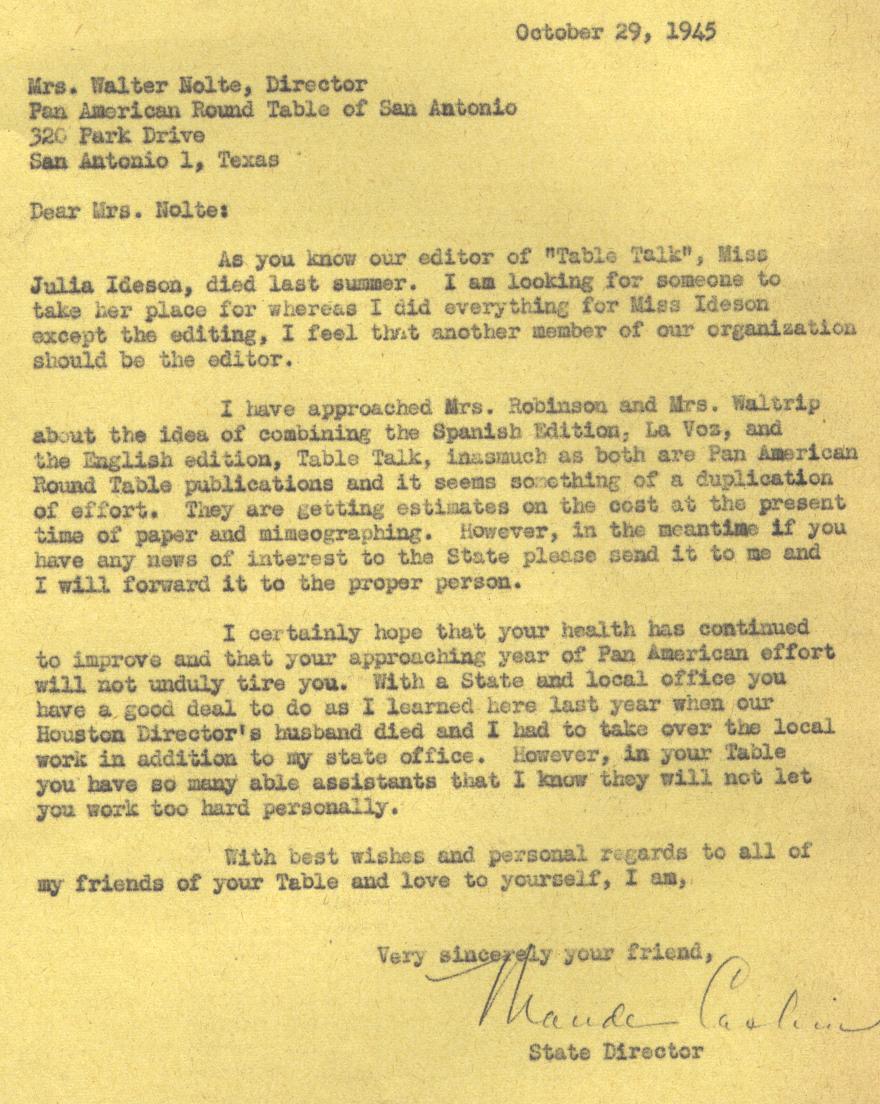 October 29, 1945
Mrs. Walter Nolte, Director
Pan American Round Table of San Antonio
320 Park Drive
San Antonio 1, Texas
Dear Mrs. Nolte:
As you know our editor of "Table Talk", Miss
Julia Ideson, died last summer. I am looking for someone to
take her place for whereas I did everything for Miss Ideson
except the editing, I feel that another member of our organization
should be the editor.
I have approached Mrs. Robinson and Mrs. Waltrip
about the idea of combining the Spanish Edition, La Voz, and
the English edition, Table Talk, inasmuch as both are Pan American
Round Table publications and it seems something of a duplication
of effort. They are getting estimates on the cost at the present
time of paper and mimeographing. However, in the meantime if you
have any news of interest to the State please send it to me and
I will forward it to the proper person.
I certainly hope that your health has continued
to improve and that your approaching year of Pan American effort
will not unduly tire you. With a State and local office you
have a good deal to do as I learned here last year when our
Houston Director's husband died and I had to take over the local
work in addition to my state office. However, in your Table
you have so many able assistants that I know they will not let
you work too hard personally.
With best wishes and personal regards to all of
my friends of your Table and love to yourself, I am,
Very sincerely your friend,
Maude
State Director